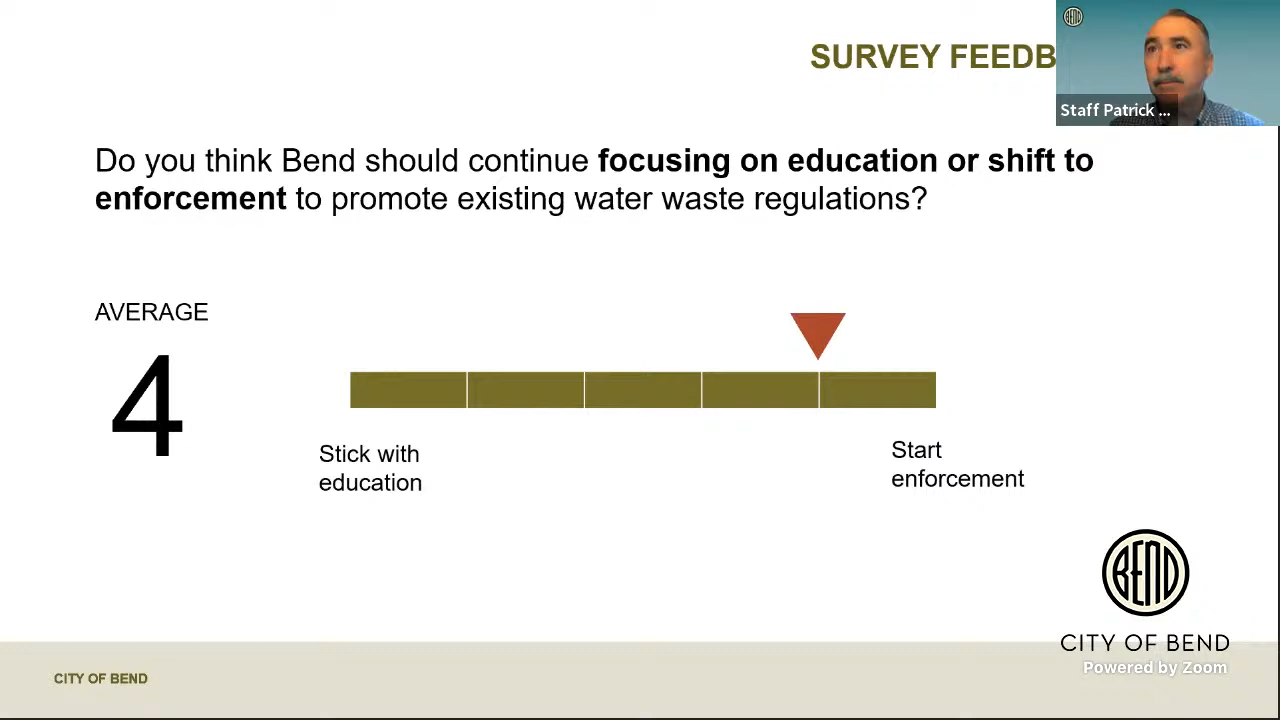 SURVEY FEEDB
BEND
Staff Patrick ...
Do you think Bend should continue focusing on education or shift to
enforcement to promote existing water waste regulations?
AVERAGE
4
Stick with
education
Start
enforcement
BEND
CITY OF BEND
Powered by Zoom
CITY OF BEND